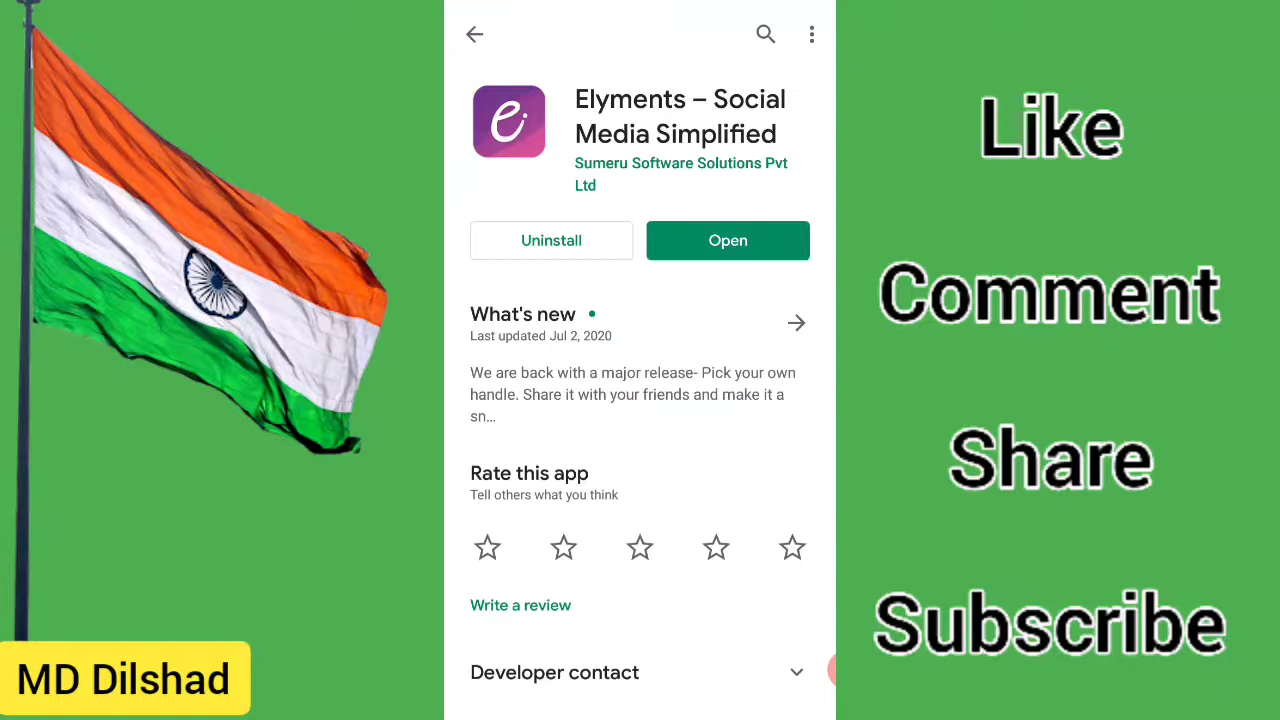 Elyments – Social
Media Simplified
Sumeru Software Solutions Pvt
Ltd
Uninstall
Open
What's new
Last updated Jul 2, 2020
We are back with a major release- Pick your own
handle. Share it with your friends and make it a
sn...
Rate this app
Tell others what you think
Write a review
Developer contact
Like
Comment
Share
Subscribe
MD Dilshad